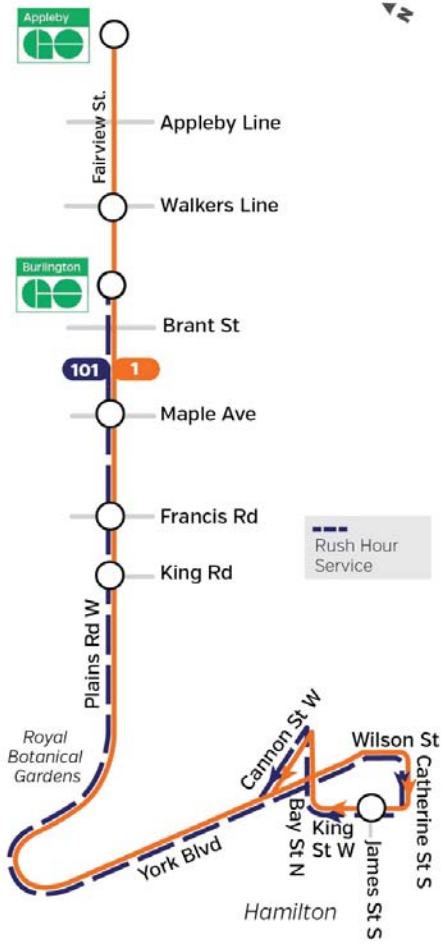 N
Appleby
GO
Fairview St.
Appleby Line
Walkers Line
Burlington
GO
Brant St
101 1
Maple Ave
Francis Rd
Rush Hour
Service
King Rd
Plains Rd W
Royal
Botanical
Gardens
Cannon St W
Wilson St
Catherine St S
Bay St N
King
St W
James St S
York Blvd
Hamilton